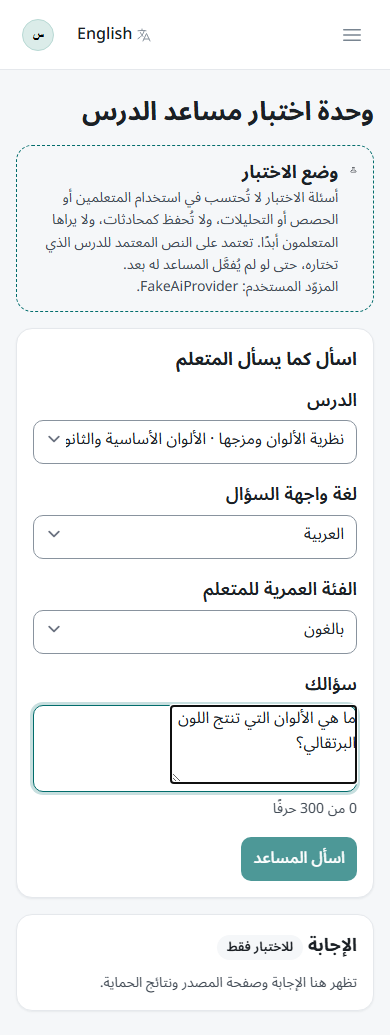 س
English
وحدة اختبار مساعد الدرس
وضع الاختبار
أسئلة الاختبار لا تُحتسب في استخدام المتعلمين أو
الحصص أو التحليلات، ولا تُحفظ كمحادثات، ولا يراها
المتعلمون أبدًا. تعتمد على النص المعتمد للدرس الذي
تختاره، حتى لو لم يُفعَّل المساعد له بعد.
المزوّد المستخدم: FakeAiProvider.
اسأل كما يسأل المتعلم
الدرس
نظرية الألوان ومزجها · الألوان الأساسية والثانو
لغة واجهة السؤال
العربية
الفئة العمرية للمتعلم
بالغون
سؤالك
ما هي الألوان التي تنتج اللون
البرتقالي؟
0 من 300 حرفًا
اسأل المساعد
الإجابة للاختبار فقط
تظهر هنا الإجابة وصفحة المصدر ونتائج الحماية.